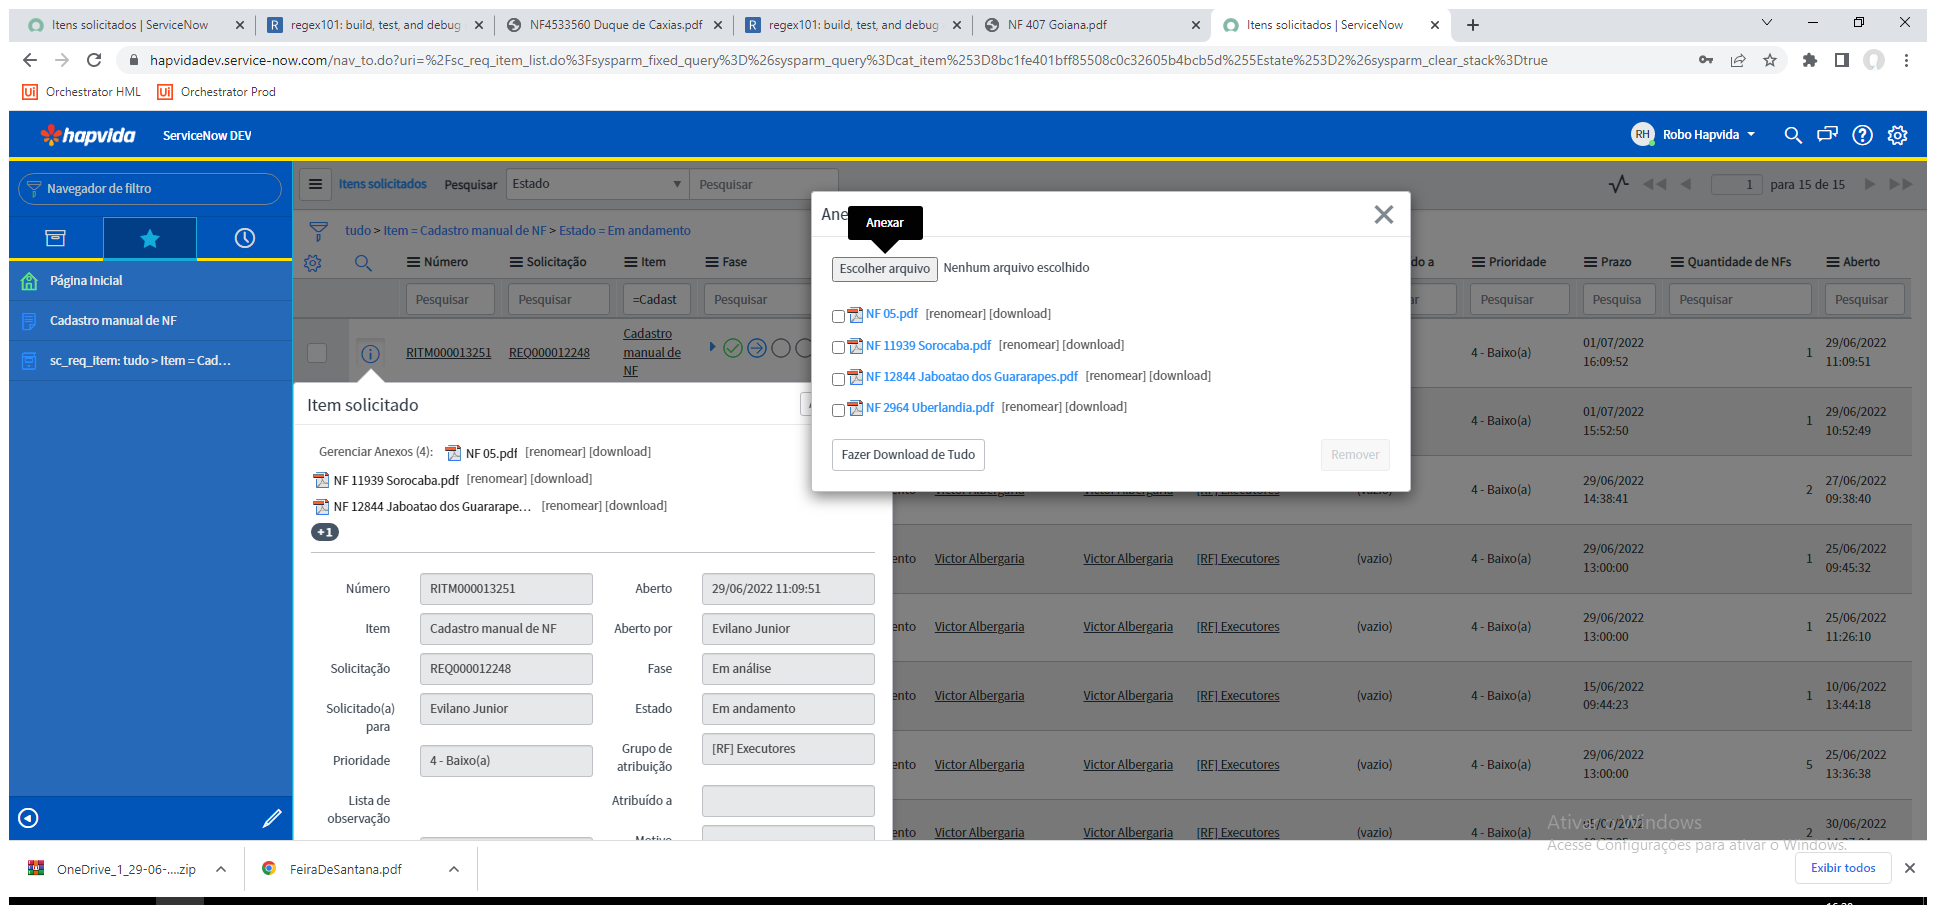 Itens solicitados | ServiceNow
regex101: build, test, and debug
NF4533560 Duque de Caxias.pdf
regex101: build, test, and debug
NF 407 Goiana.pdf
Itens solicitados | ServiceNow
hapvidadev.service-now.com/nav_to.do?uri=%2Fsc_req_item_list.do%3Fsysparm_fixed_query%3D%26sysparm_query%3Dcat_item%253D8bc1fe401bff85508c0c32605b4bcb5d%255Estate%253D2%26sysparm_clear_stack%3Dtrue
Ui Orchestrator HML Ui Orchestrator Prod
hapvida ServiceNow DEV RH Robo Hapvida
Navegador de filtro
Página Inicial
Cadastro manual de NF
sc_req_item: tudo > Item = Cad...
Itens solicitados Pesquisar Estado Pesquisar 1 para 15 de 15
tudo > Item = Cadastro manual de NF > Estado = Em andamento
Número Solicitação Item Fase do a Prioridade Prazo Quantidade de NFs Aberto
Pesquisar Pesquisar =Cadast Pesquisar ar Pesquisar Pesquisa Pesquisar Pesquisar
RITM000013251 REQ000012248 Cadastro manual de NF 4 - Baixo(a) 01/07/2022 16:09:52 1 29/06/2022 11:09:51
4 - Baixo(a) 01/07/2022 15:52:50 1 29/06/2022 10:52:49
ento Victor Albergaria Victor Albergaria [RF] Executores (vazio) 4 - Baixo(a) 29/06/2022 14:38:41 2 27/06/2022 09:38:40
ento Victor Albergaria Victor Albergaria [RF] Executores (vazio) 4 - Baixo(a) 29/06/2022 13:00:00 1 25/06/2022 09:45:32
ento Victor Albergaria Victor Albergaria [RF] Executores (vazio) 4 - Baixo(a) 29/06/2022 13:00:00 1 25/06/2022 11:26:10
ento Victor Albergaria Victor Albergaria [RF] Executores (vazio) 4 - Baixo(a) 15/06/2022 09:44:23 1 10/06/2022 13:44:18
ento Victor Albergaria Victor Albergaria [RF] Executores (vazio) 4 - Baixo(a) 29/06/2022 13:00:00 5 25/06/2022 13:36:38
ento Victor Albergaria Victor Albergaria [RF] Executores (vazio) 4 - Baixo(a) 2 30/06/2022
Ane
Anexar
Escolher arquivo Nenhum arquivo escolhido
NF 05.pdf [renomear] [download]
NF 11939 Sorocaba.pdf [renomear] [download]
NF 12844 Jaboatao dos Guararapes.pdf [renomear] [download]
NF 2964 Uberlandia.pdf [renomear] [download]
Fazer Download de Tudo Remover
Item solicitado
Gerenciar Anexos (4): NF 05.pdf [renomear] [download]
NF 11939 Sorocaba.pdf [renomear] [download]
NF 12844 Jaboatao dos Guararape... [renomear] [download]
+1
Número RITM000013251 Aberto 29/06/2022 11:09:51
Item Cadastro manual de NF Aberto por Evilano Junior
Solicitação REQ000012248 Fase Em análise
Solicitado(a) para Evilano Junior Estado Em andamento
Prioridade 4 - Baixo(a) Grupo de atribuição [RF] Executores
Lista de observação Atribuído a
Motivo
Ativar o Windows
Acesse Configurações para ativar o Windows.
OneDrive_1_29-06-....zip FeiraDeSantana.pdf Exibir todos